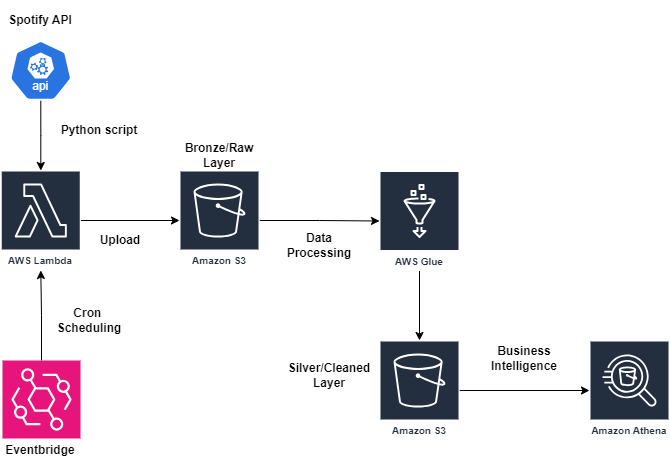 Spotify API
api
Python script
Bronze/Raw
Layer
Upload
Data
Processing
AWS Lambda
Amazon S3
AWS Glue
Cron
Scheduling
Silver/Cleaned
Layer
Business
Intelligence
Eventbridge
Amazon S3
Amazon Athena